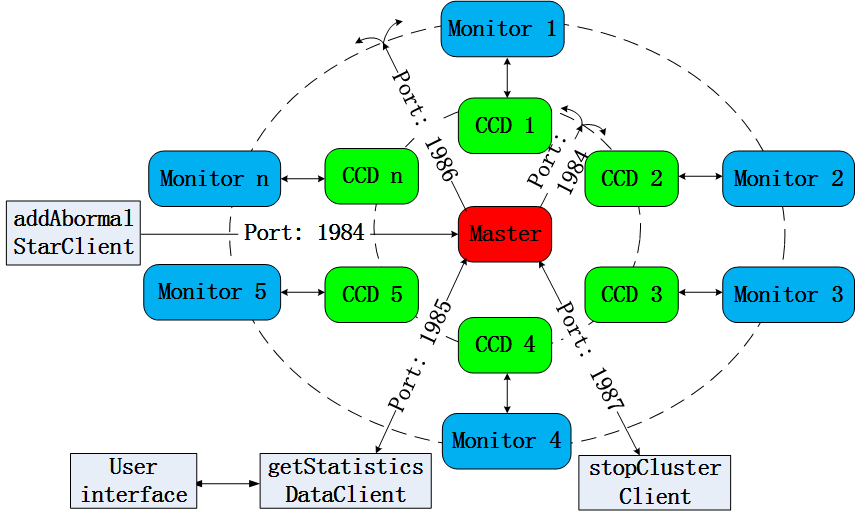 Monitor 1
Port: 1986
CCD 1
Port:
1984
Monitor n
CCD n
CCD 2
Monitor 2
addAbormal
StarClient
Port: 1984
Master
Monitor 5
CCD 5
CCD 3
Monitor 3
Port: 1985
CCD 4
Port: 1987
Monitor 4
User
interface
getStatistics
DataClient
stopCluster
Client